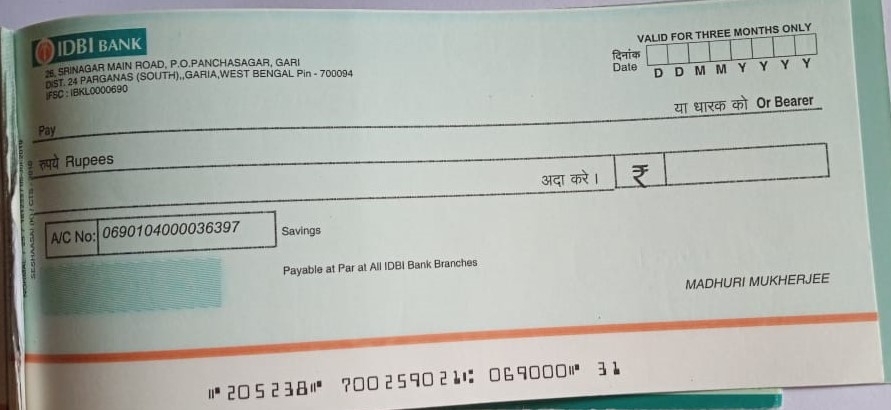 IDBI BANK
26, SRINAGAR MAIN ROAD, P.O.PANCHASAGAR, GARI
DIST. 24 PARGANAS (SOUTH),,GARIA,WEST BENGAL Pin - 700094
IFSC : IBKL0000690
VALID FOR THREE MONTHS ONLY
दिनांक
Date
D D M M Y Y Y Y
Pay
या धारक को Or Bearer
रुपये Rupees
अदा करे। ₹
A/C No: 0690104000036397
Savings
Payable at Par at All IDBI Bank Branches
MADHURI MUKHERJEE
⑈205238⑈ 700259021⑆ 069000⑈ 31